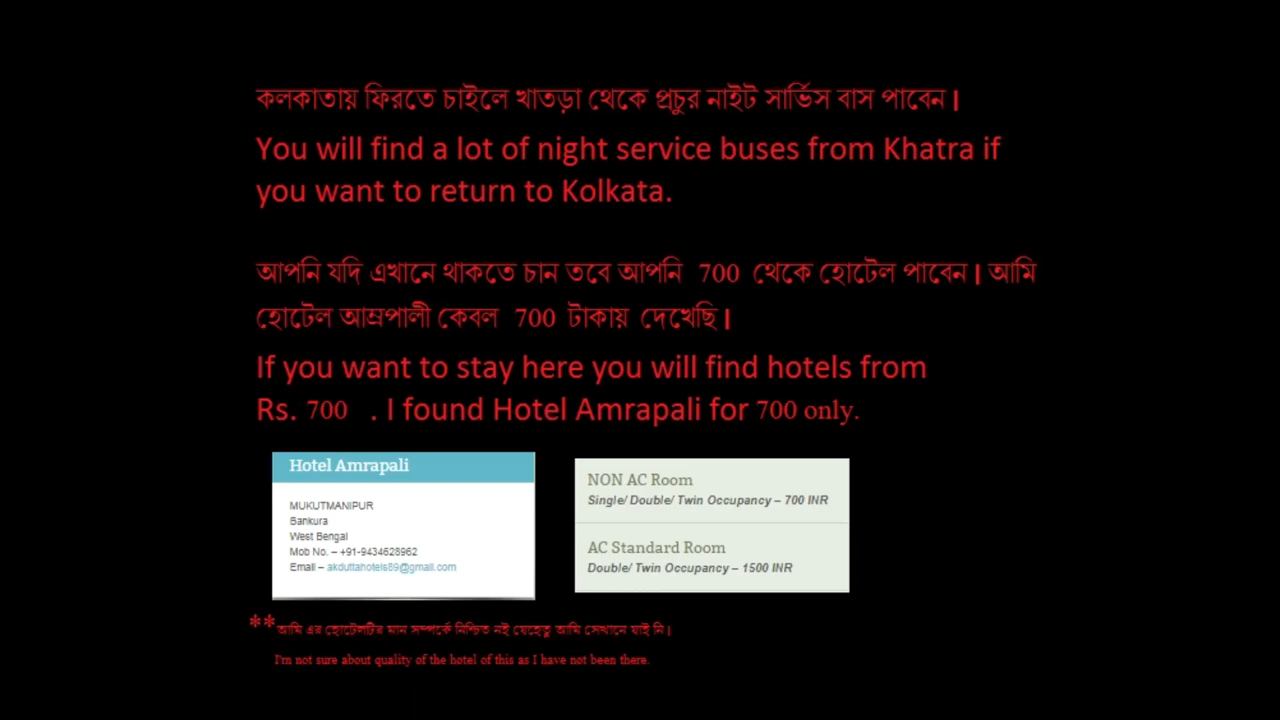 কলকাতায় ফিরতে চাইলে খাতড়া থেকে প্রচুর নাইট সার্ভিস বাস পাবেন।
You will find a lot of night service buses from Khatra if
you want to return to Kolkata.
আপনি যদি এখানে থাকতে চান তবে আপনি 700 থেকে হোটেল পাবেন। আমি
হোটেল আম্রপালী কেবল 700 টাকায় দেখেছি।
If you want to stay here you will find hotels from
Rs. 700 . I found Hotel Amrapali for 700 only.
Hotel Amrapali
MUKUTMANIPUR
Bankura
West Bengal
Mob No. – +91-9434628962
Email – akduttahotels89@gmail.com
NON AC Room
Single/ Double/ Twin Occupancy – 700 INR
AC Standard Room
Double/ Twin Occupancy – 1500 INR
**আমি এর হোটেলটির মান সম্পর্কে নিশ্চিত নই যেহেতু আমি সেখানে যাই নি।
I'm not sure about quality of the hotel of this as I have not been there.